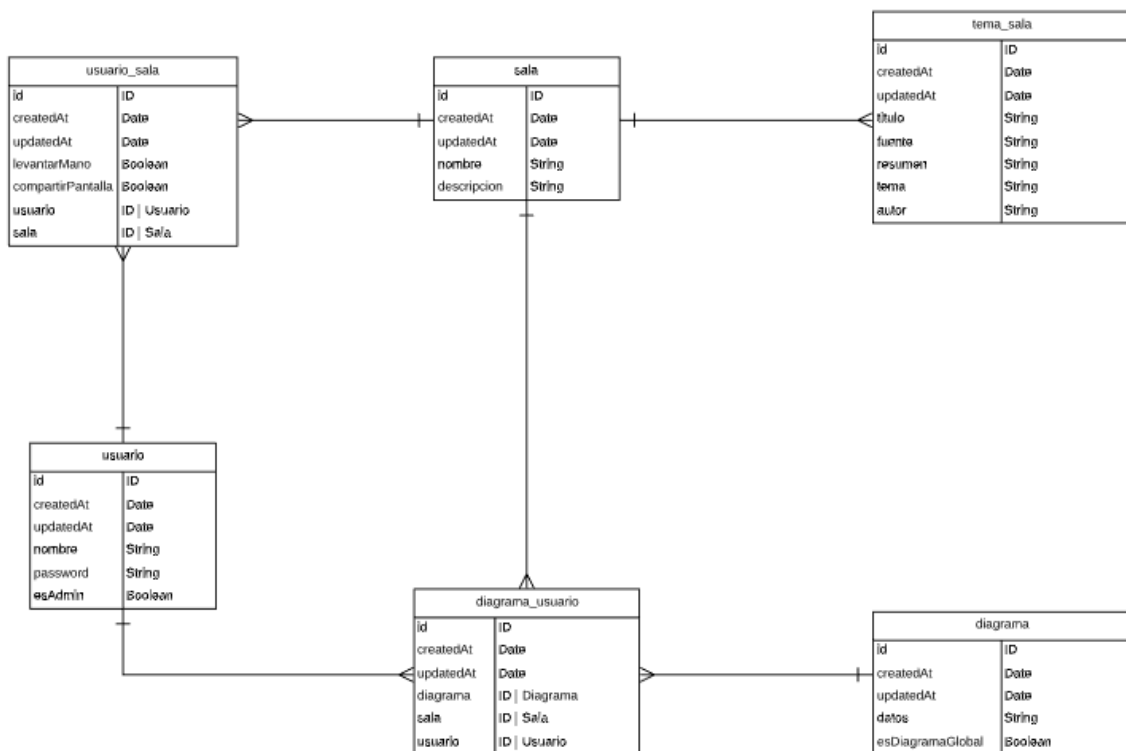 tema_sala
id ID
createdAt Date
updatedAt Date
título String
fuente String
resumen String
tema String
autor String
usuario_sala
id ID
createdAt Date
updatedAt Date
levantarMano Boolean
compartirPantalla Boolean
usuario ID | Usuario
sala ID | Sala
sala
id ID
createdAt Date
updatedAt Date
nombre String
descripcion String
usuario
id ID
createdAt Date
updatedAt Date
nombre String
password String
esAdmin Boolean
diagrama_usuario
id ID
createdAt Date
updatedAt Date
diagrama ID | Diagrama
sala ID | Sala
usuario ID | Usuario
diagrama
id ID
createdAt Date
updatedAt Date
datos String
esDiagramaGlobal Boolean